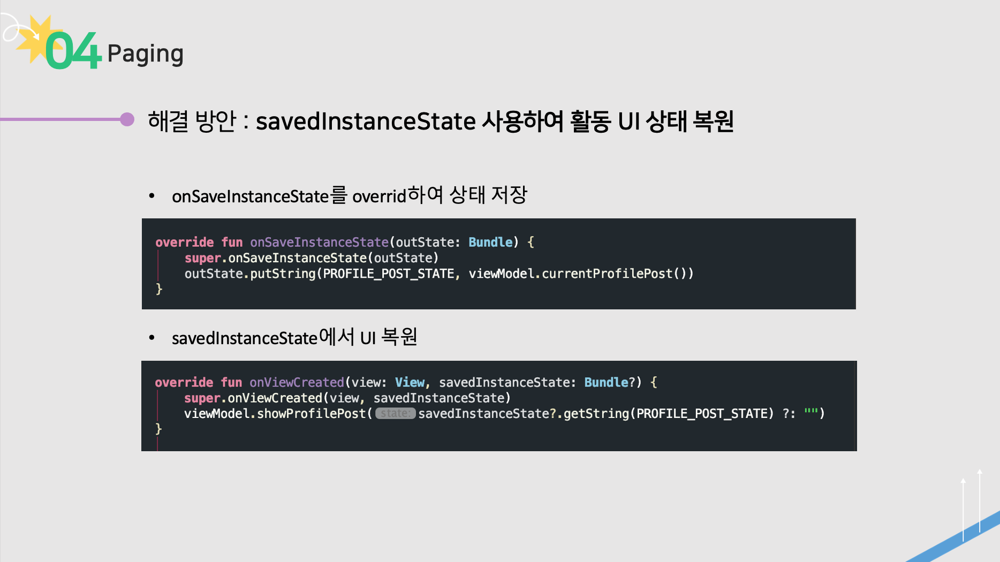 04 Paging
해결 방안 : savedInstanceState 사용하여 활동 UI 상태 복원
• onSaveInstanceState를 overrid하여 상태 저장
override fun onSaveInstanceState(outState: Bundle) {
    super.onSaveInstanceState(outState)
    outState.putString(PROFILE_POST_STATE, viewModel.currentProfilePost())
}
• savedInstanceState에서 UI 복원
override fun onViewCreated(view: View, savedInstanceState: Bundle?) {
    super.onViewCreated(view, savedInstanceState)
    viewModel.showProfilePost( state: savedInstanceState?.getString(PROFILE_POST_STATE) ?: "")
}